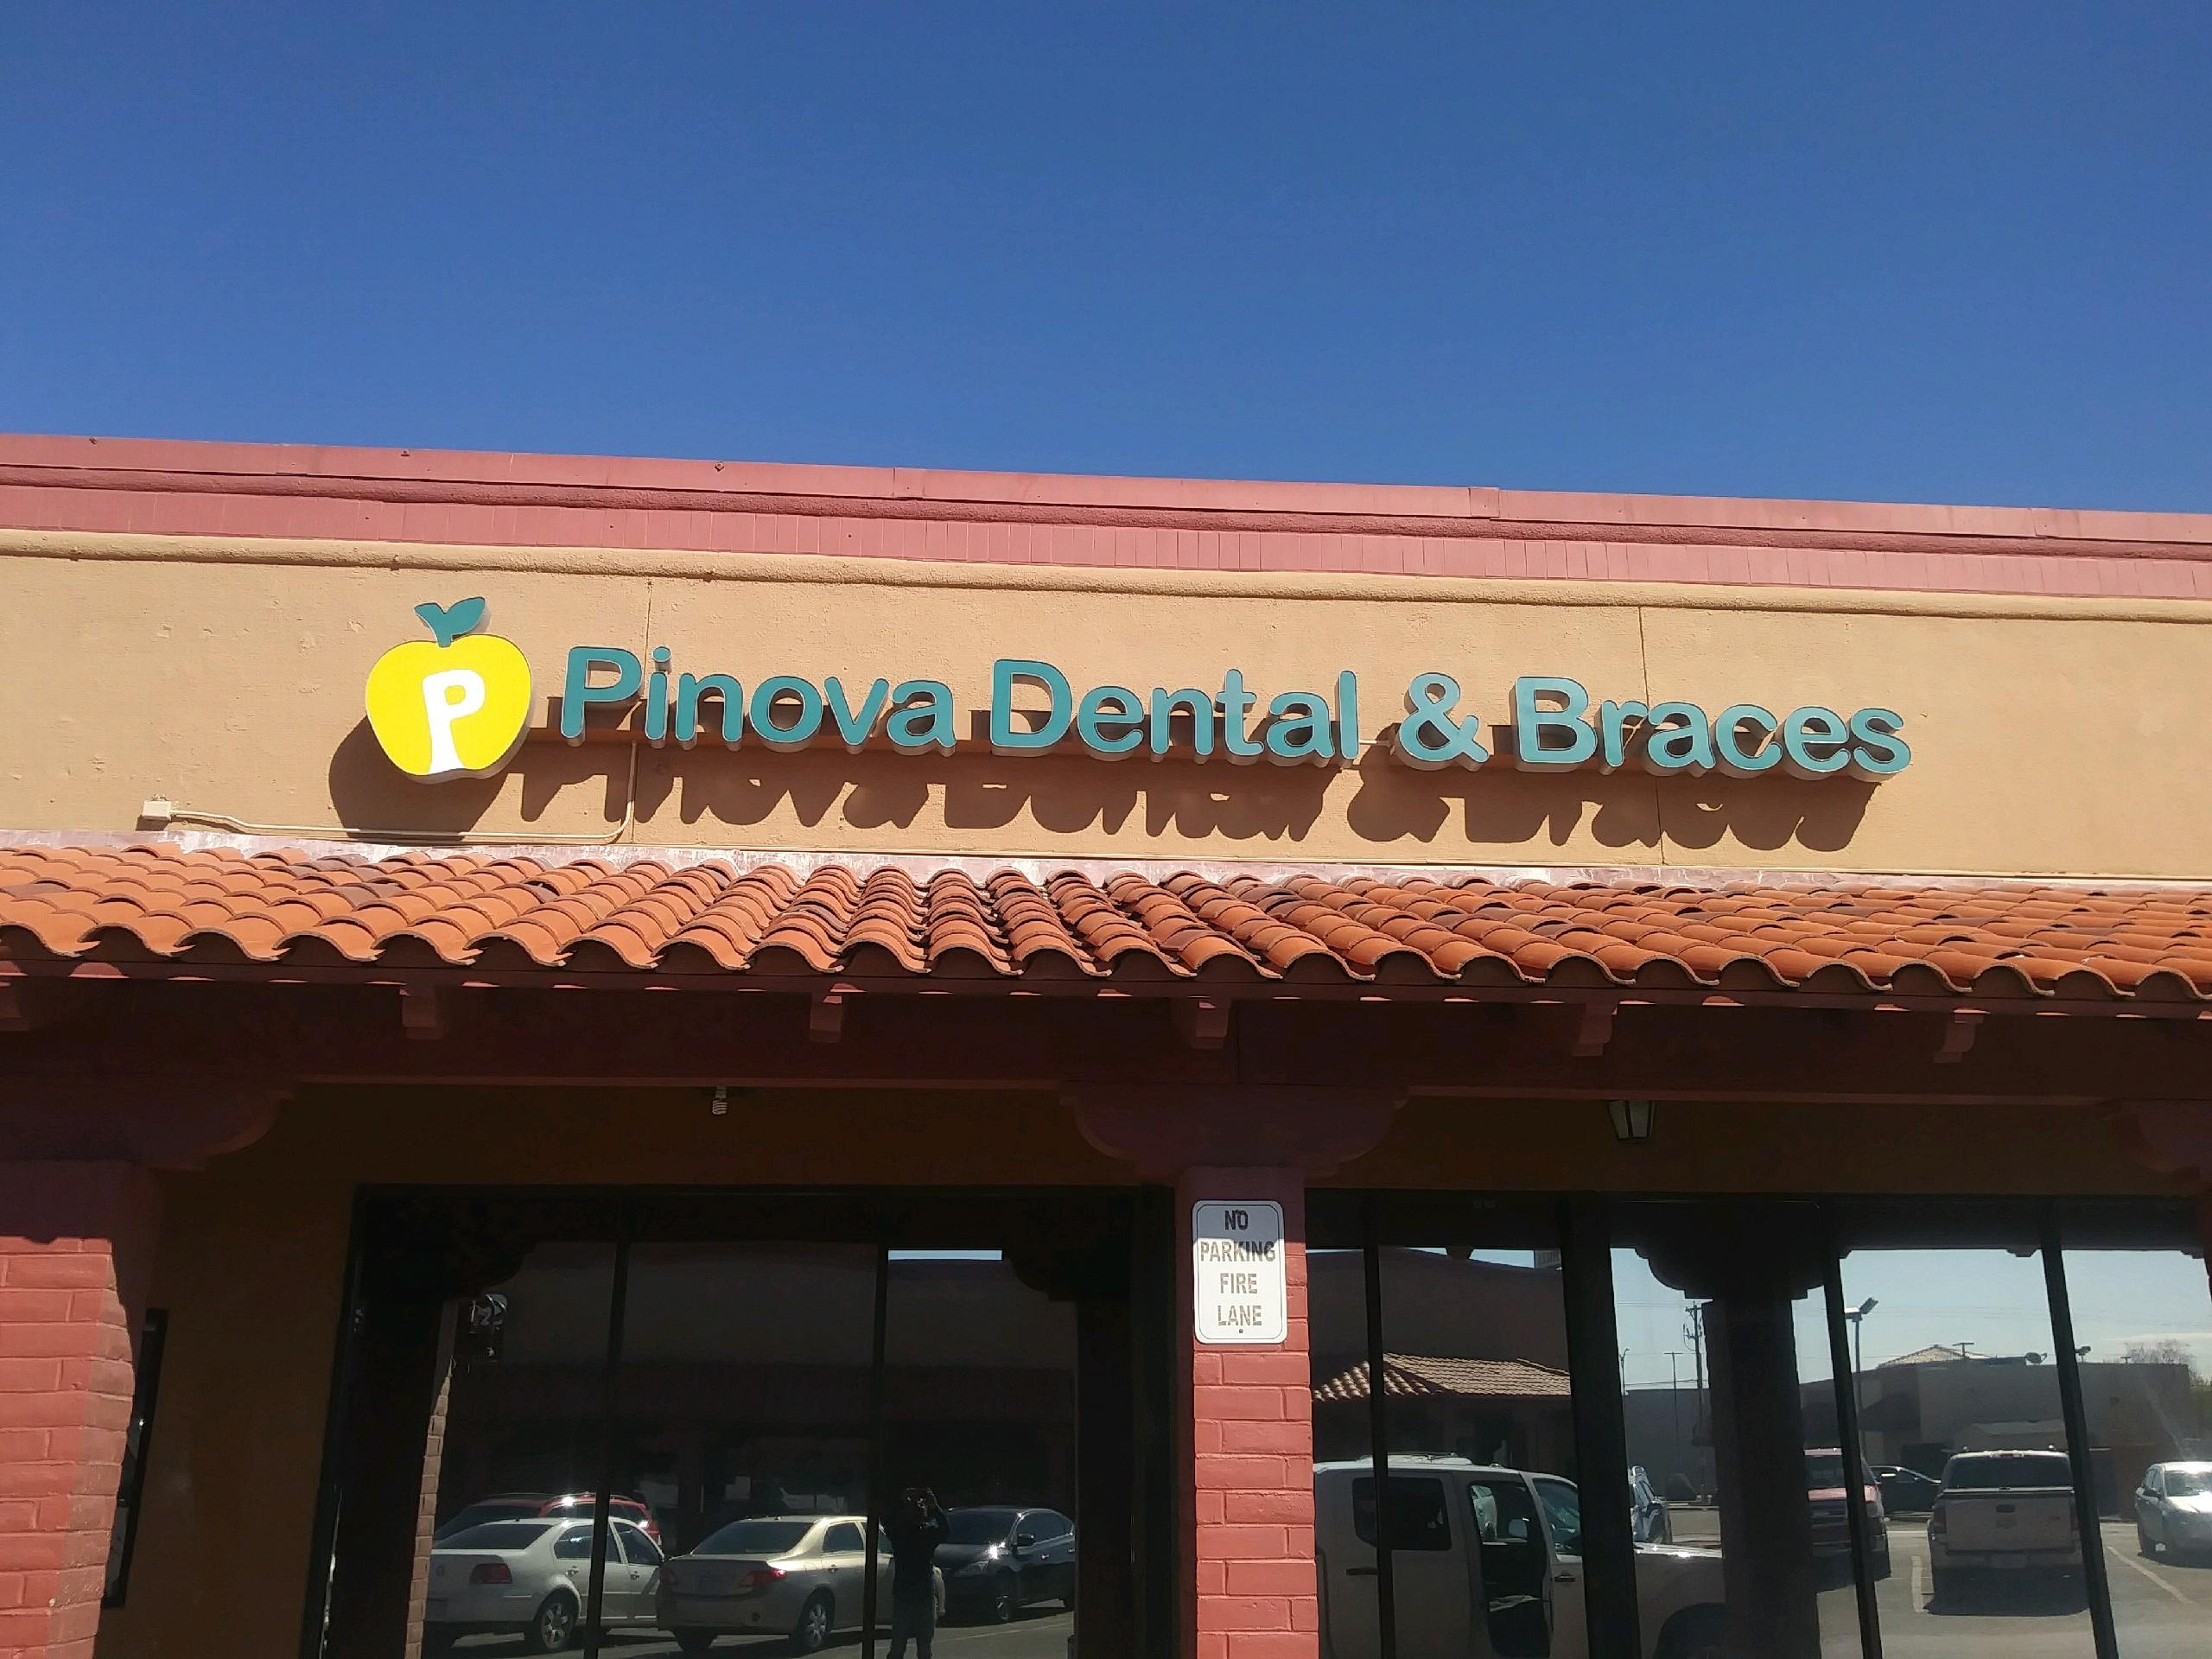 P Pinova Dental & Braces
NO
PARKING
FIRE
LANE